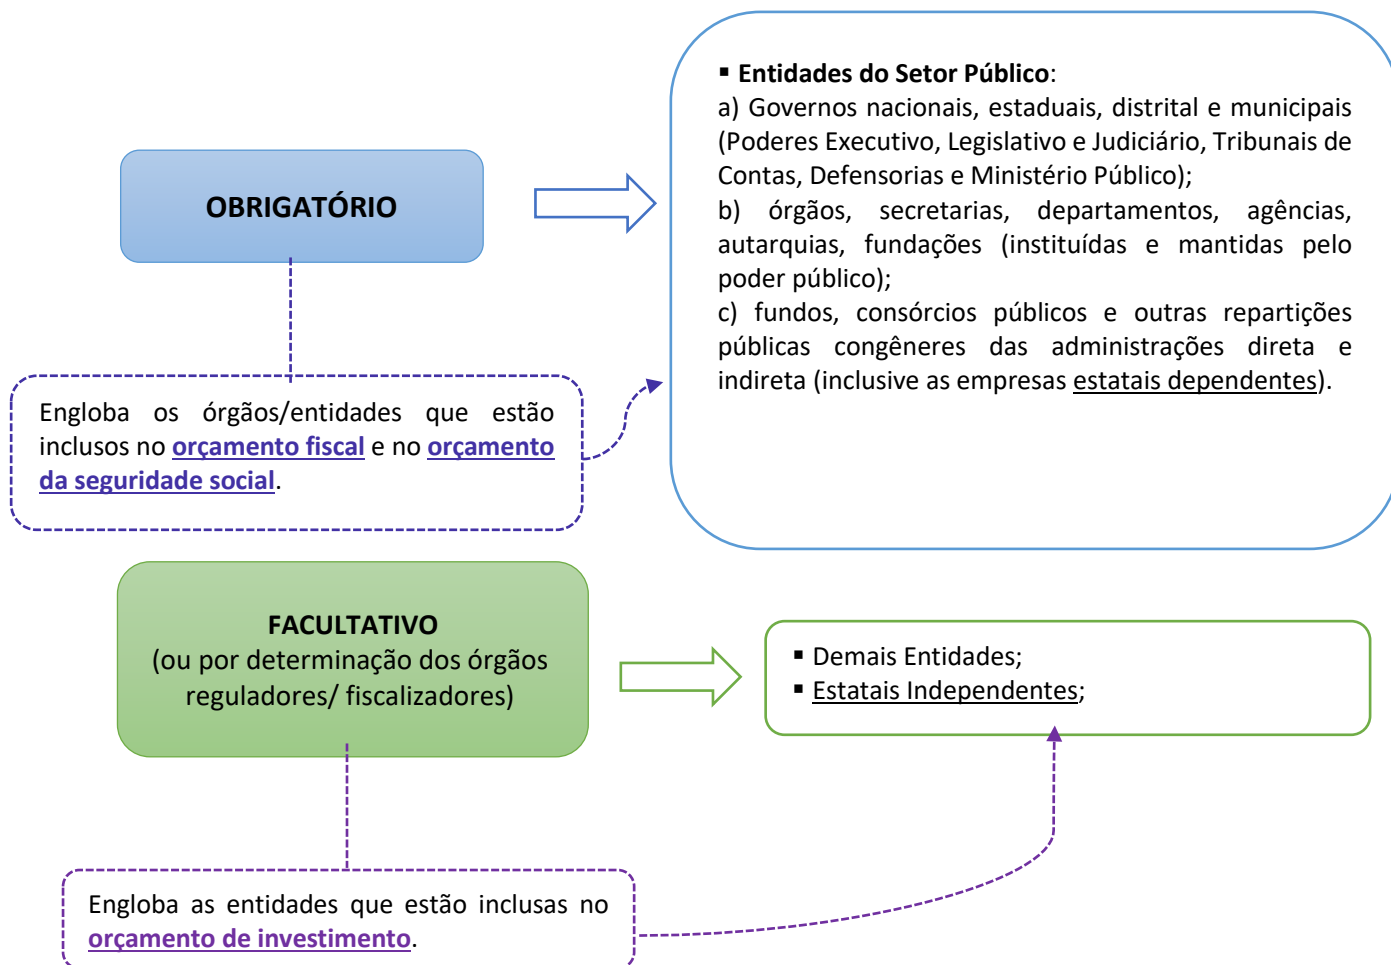 ▪ Entidades do Setor Público:
a) Governos nacionais, estaduais, distrital e municipais
(Poderes Executivo, Legislativo e Judiciário, Tribunais de
Contas, Defensorias e Ministério Público);
b) órgãos, secretarias, departamentos, agências,
autarquias, fundações (instituídas e mantidas pelo
poder público);
c) fundos, consórcios públicos e outras repartições
públicas congêneres das administrações direta e
indireta (inclusive as empresas estatais dependentes).
OBRIGATÓRIO
Engloba os órgãos/entidades que estão
inclusos no orçamento fiscal e no orçamento
da seguridade social.
FACULTATIVO
(ou por determinação dos órgãos
reguladores/ fiscalizadores)
▪ Demais Entidades;
▪ Estatais Independentes;
Engloba as entidades que estão inclusas no
orçamento de investimento.